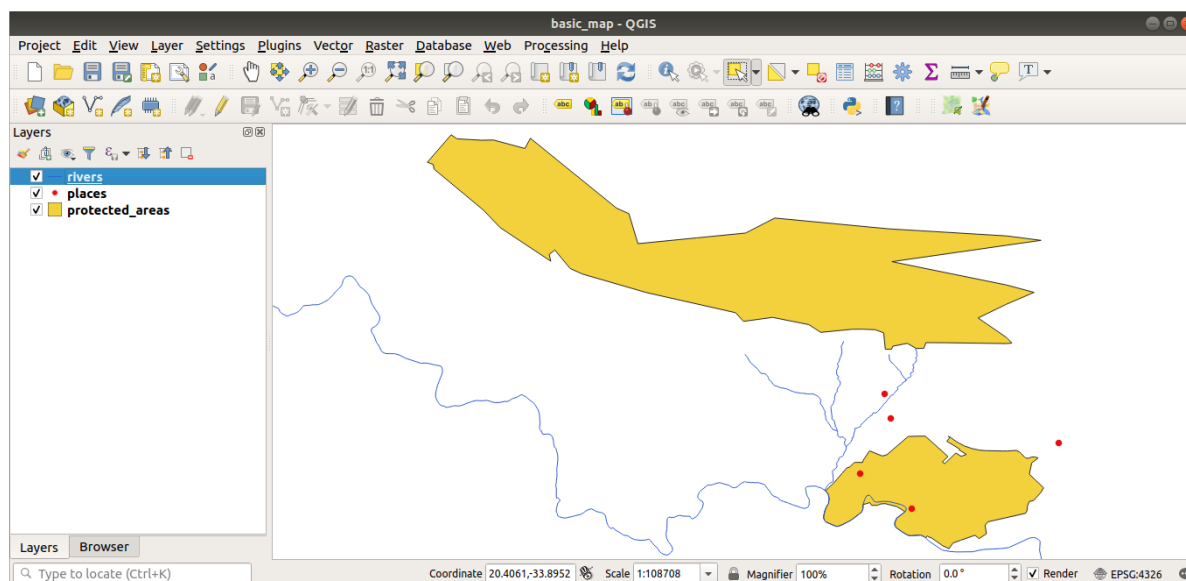 basic_map - QGIS
Project Edit View Layer Settings Plugins Vector Raster Database Web Processing Help
Layers
rivers
places
protected_areas
Layers Browser
Type to locate (Ctrl+K) Coordinate 20.4061,-33.8952 Scale 1:108708 Magnifier 100% Rotation 0.0 ° Render EPSG:4326